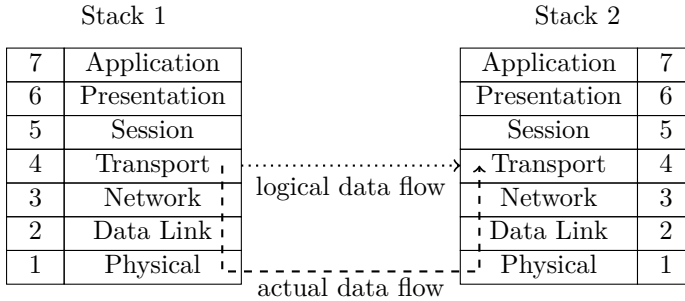 Stack 1
Stack 2
7 Application
6 Presentation
5 Session
4 Transport
3 Network
2 Data Link
1 Physical
Application 7
Presentation 6
Session 5
Transport 4
Network 3
Data Link 2
Physical 1
logical data flow
actual data flow